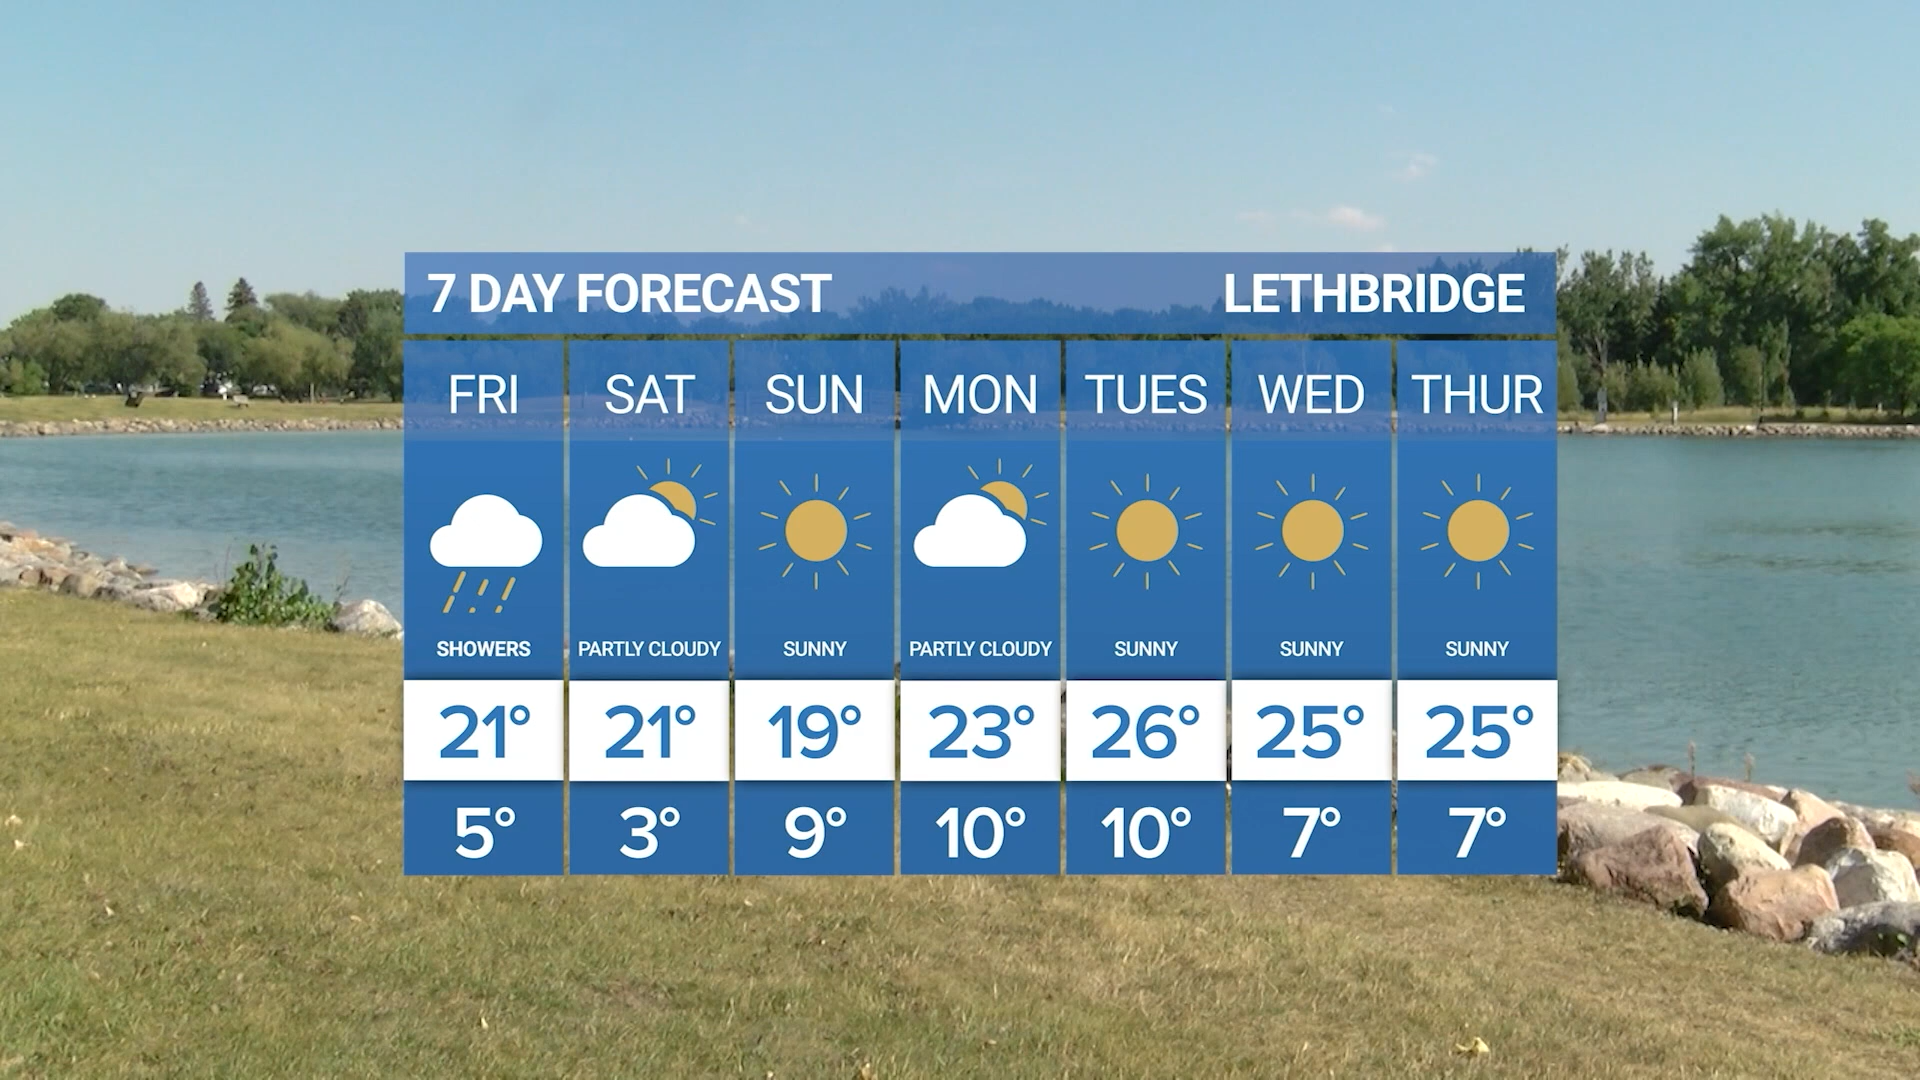 7 DAY FORECAST LETHBRIDGE
FRI SAT SUN MON TUES WED THUR
SHOWERS PARTLY CLOUDY SUNNY PARTLY CLOUDY SUNNY SUNNY SUNNY
21° 21° 19° 23° 26° 25° 25°
5° 3° 9° 10° 10° 7° 7°